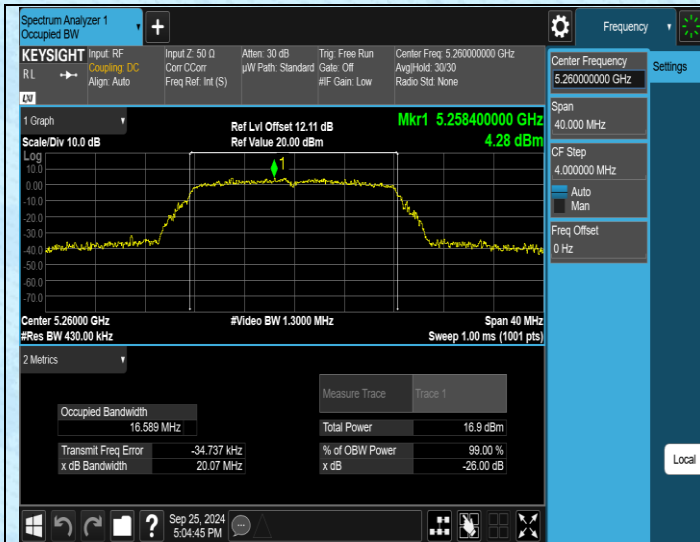 Spectrum Analyzer 1
Occupied BW
Frequency
KEYSIGHT
R L
LXI
Input: RF
Coupling: DC
Align: Auto
Input Z: 50 Ω
Corr CCorr
Freq Ref: Int (S)
Atten: 30 dB
µW Path: Standard
Trig: Free Run
Gate: Off
#IF Gain: Low
Center Freq: 5.260000000 GHz
Avg|Hold: 30/30
Radio Std: None
Center Frequency
5.260000000 GHz
Settings
Span
40.000 MHz
CF Step
4.000000 MHz
Auto
Man
Freq Offset
0 Hz
Local
1 Graph
Scale/Div 10.0 dB
Ref Lvl Offset 12.11 dB
Ref Value 20.00 dBm
Mkr1 5.258400000 GHz
4.28 dBm
Log
10.0
0.00
-10.0
-20.0
-30.0
-40.0
-50.0
-60.0
-70.0
1
Center 5.26000 GHz
#Res BW 430.00 kHz
#Video BW 1.3000 MHz
Span 40 MHz
Sweep 1.00 ms (1001 pts)
2 Metrics
Measure Trace
Trace 1
Occupied Bandwidth
16.589 MHz
Total Power
16.9 dBm
Transmit Freq Error
-34.737 kHz
% of OBW Power
99.00 %
x dB Bandwidth
20.07 MHz
x dB
-26.00 dB
?
Sep 25, 2024
5:04:45 PM